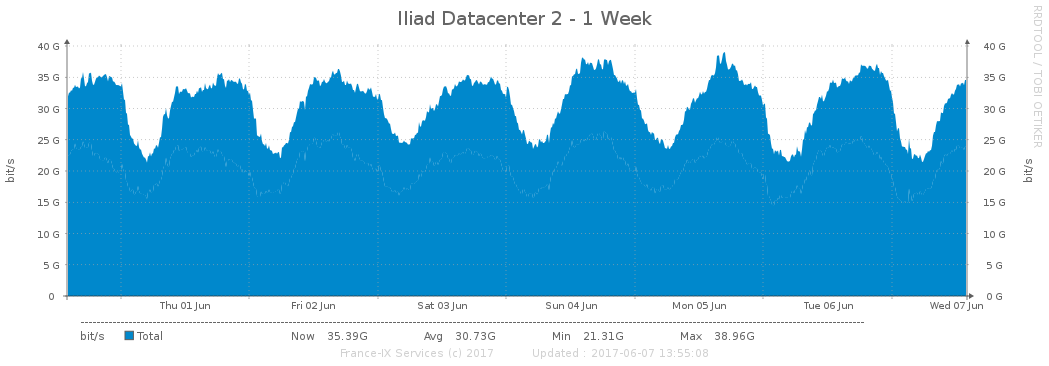 Iliad Datacenter 2 - 1 Week
RRDTOOL / TOBI OETIKER
40 G 40 G
35 G 35 G
30 G 30 G
25 G 25 G
20 G 20 G
15 G 15 G
10 G 10 G
5 G 5 G
0 0 G
bit/s bit/s
Thu 01 Jun Fri 02 Jun Sat 03 Jun Sun 04 Jun Mon 05 Jun Tue 06 Jun Wed 07 Jun
bit/s Total Now 35.39G Avg 30.73G Min 21.31G Max 38.96G
France-IX Services (c) 2017 Updated : 2017-06-07 13:55:08